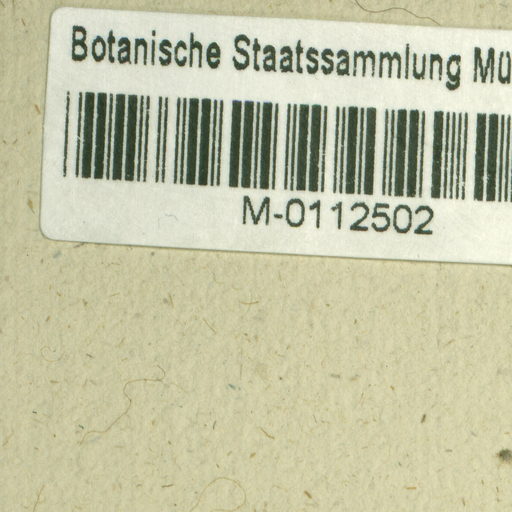 Botanische Staatssammlung Mü
M-0112502